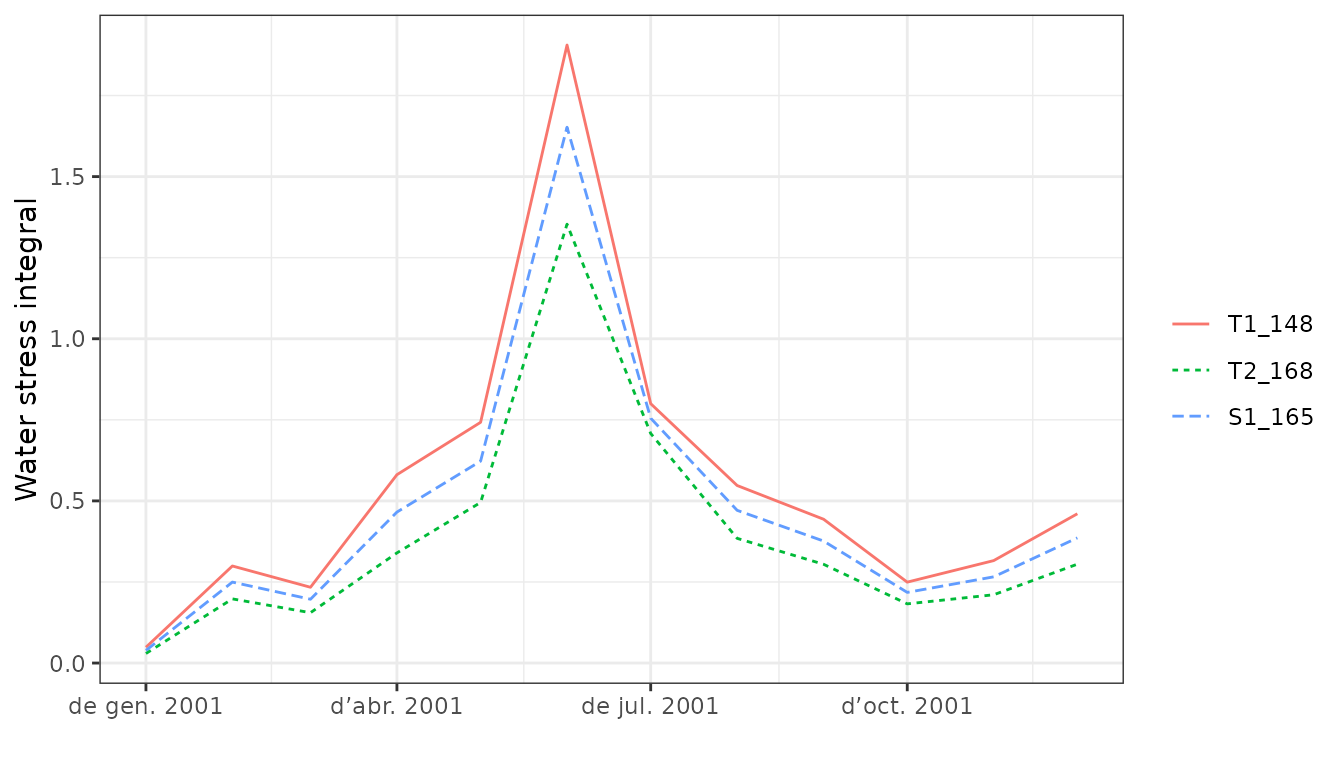 Water stress integral
1.5
1.0
0.5
0.0
de gen. 2001
d’abr. 2001
de jul. 2001
d’oct. 2001
T1_148
T2_168
S1_165